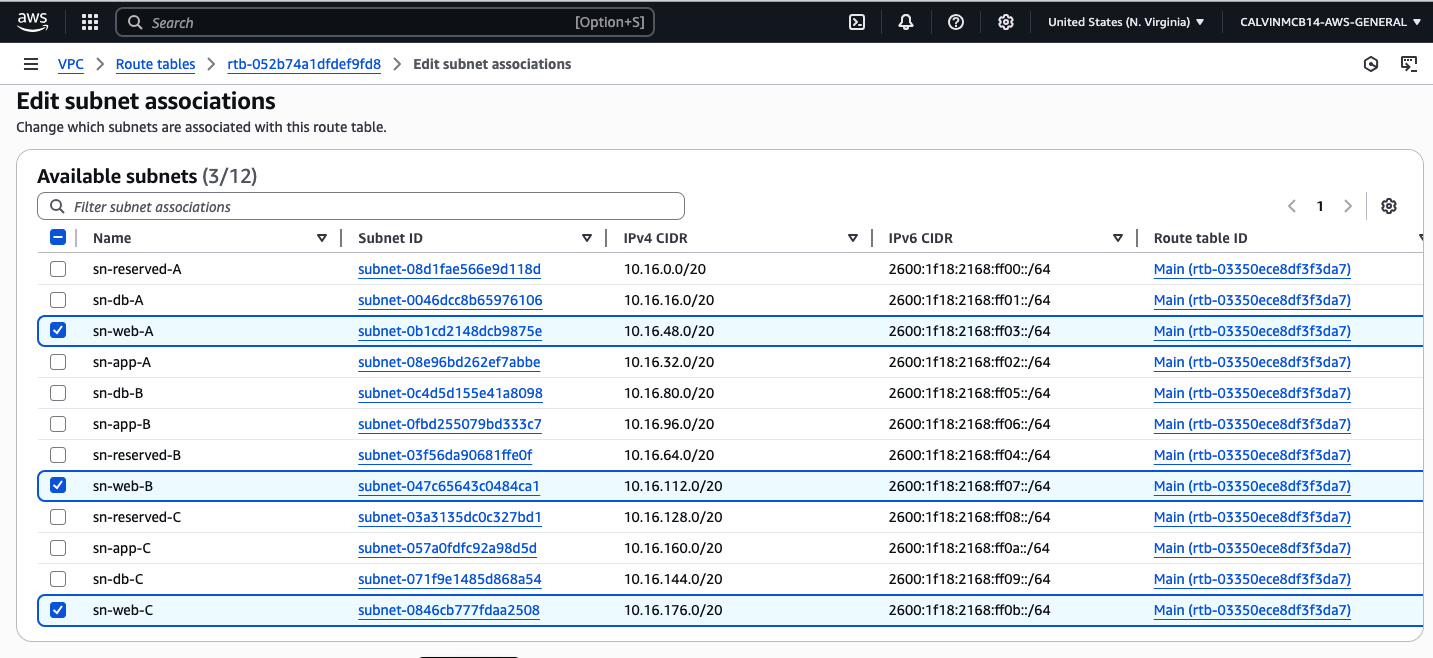 aws Search [Option+S] United States (N. Virginia) CALVINMCB14-AWS-GENERAL
VPC Route tables rtb-052b74a1dfdef9fd8 Edit subnet associations
Edit subnet associations
Change which subnets are associated with this route table.
Available subnets (3/12)
Filter subnet associations 1
Name Subnet ID IPv4 CIDR IPv6 CIDR Route table ID
sn-reserved-A subnet-08d1fae566e9d118d 10.16.0.0/20 2600:1f18:2168:ff00::/64 Main (rtb-03350ece8df3f3da7)
sn-db-A subnet-0046dcc8b65976106 10.16.16.0/20 2600:1f18:2168:ff01::/64 Main (rtb-03350ece8df3f3da7)
sn-web-A subnet-0b1cd2148dcb9875e 10.16.48.0/20 2600:1f18:2168:ff03::/64 Main (rtb-03350ece8df3f3da7)
sn-app-A subnet-08e96bd262ef7abbe 10.16.32.0/20 2600:1f18:2168:ff02::/64 Main (rtb-03350ece8df3f3da7)
sn-db-B subnet-0c4d5d155e41a8098 10.16.80.0/20 2600:1f18:2168:ff05::/64 Main (rtb-03350ece8df3f3da7)
sn-app-B subnet-0fbd255079bd333c7 10.16.96.0/20 2600:1f18:2168:ff06::/64 Main (rtb-03350ece8df3f3da7)
sn-reserved-B subnet-03f56da90681ffe0f 10.16.64.0/20 2600:1f18:2168:ff04::/64 Main (rtb-03350ece8df3f3da7)
sn-web-B subnet-047c65643c0484ca1 10.16.112.0/20 2600:1f18:2168:ff07::/64 Main (rtb-03350ece8df3f3da7)
sn-reserved-C subnet-03a3135dc0c327bd1 10.16.128.0/20 2600:1f18:2168:ff08::/64 Main (rtb-03350ece8df3f3da7)
sn-app-C subnet-057a0fdfc92a98d5d 10.16.160.0/20 2600:1f18:2168:ff0a::/64 Main (rtb-03350ece8df3f3da7)
sn-db-C subnet-071f9e1485d868a54 10.16.144.0/20 2600:1f18:2168:ff09::/64 Main (rtb-03350ece8df3f3da7)
sn-web-C subnet-0846cb777fdaa2508 10.16.176.0/20 2600:1f18:2168:ff0b::/64 Main (rtb-03350ece8df3f3da7)